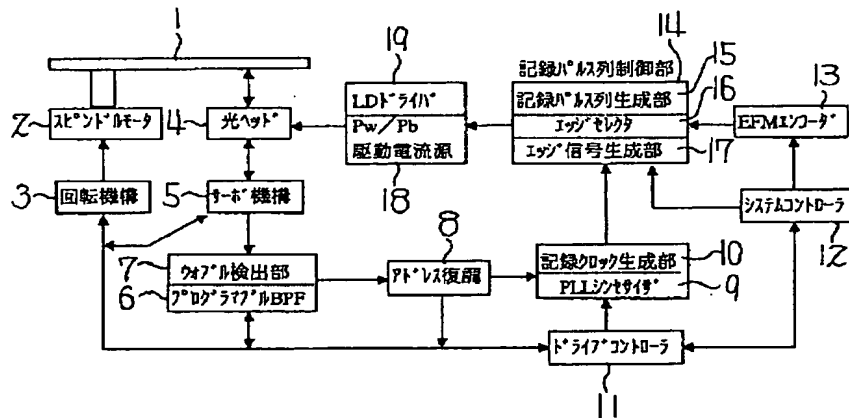 1
19
LDドライバ
Pw/Pb
駆動電流源
18
記録パルス列制御部
14
記録パルス列生成部
15
エッジセレクタ
16
エッジ信号生成部
17
13
EFMエンコーダ
2
スピンドルモータ
4
光ヘッド
3
回転機構
5
サーボ機構
システムコントローラ
12
8
7
ウォブル検出部
6
プログラマブルBPF
アドレス復調
記録クロック生成部
10
PLLシンセサイザ
9
ドライブコントローラ
11